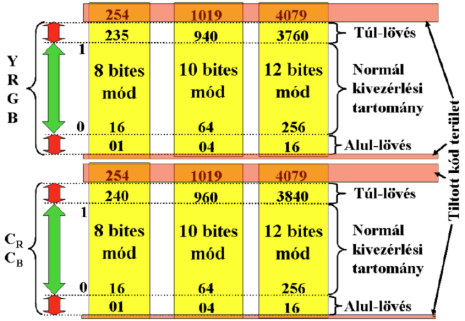 254 1019 4079
235 940 3760 Túl-lövés
1
Y
R
G
B
8 bites 10 bites 12 bites
mód mód mód
Normál
kivezérlési
tartomány
0 16 64 256
01 04 16 Alul-lövés
254 1019 4079
240 960 3840 Túl-lövés
1
CR
CB
8 bites 10 bites 12 bites
mód mód mód
Normál
kivezérlési
tartomány
0 16 64 256
01 04 16 Alul-lövés
Tiltott kód terület